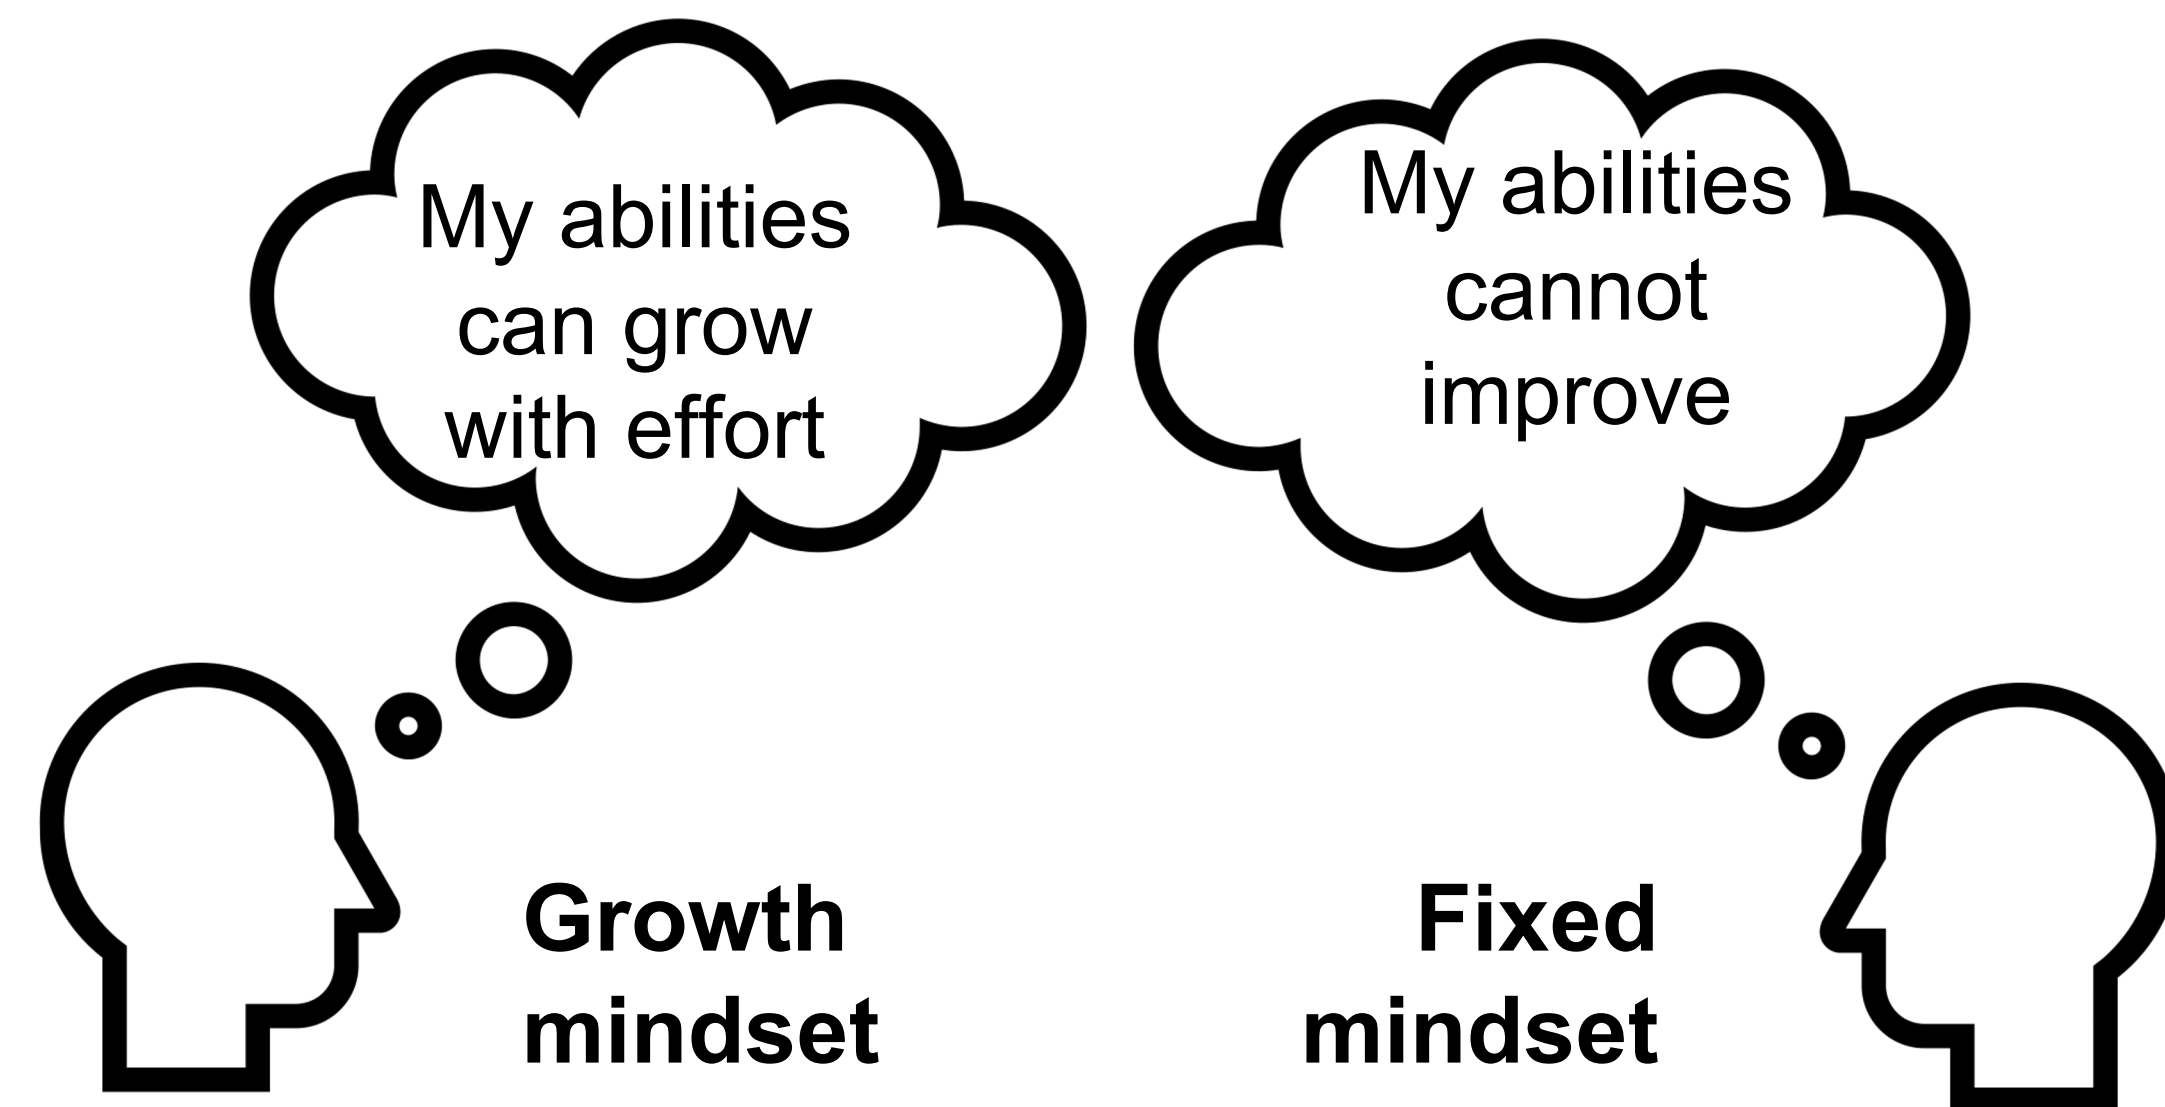 My abilities
can grow
with effort
My abilities
cannot
improve
Growth
mindset
Fixed
mindset